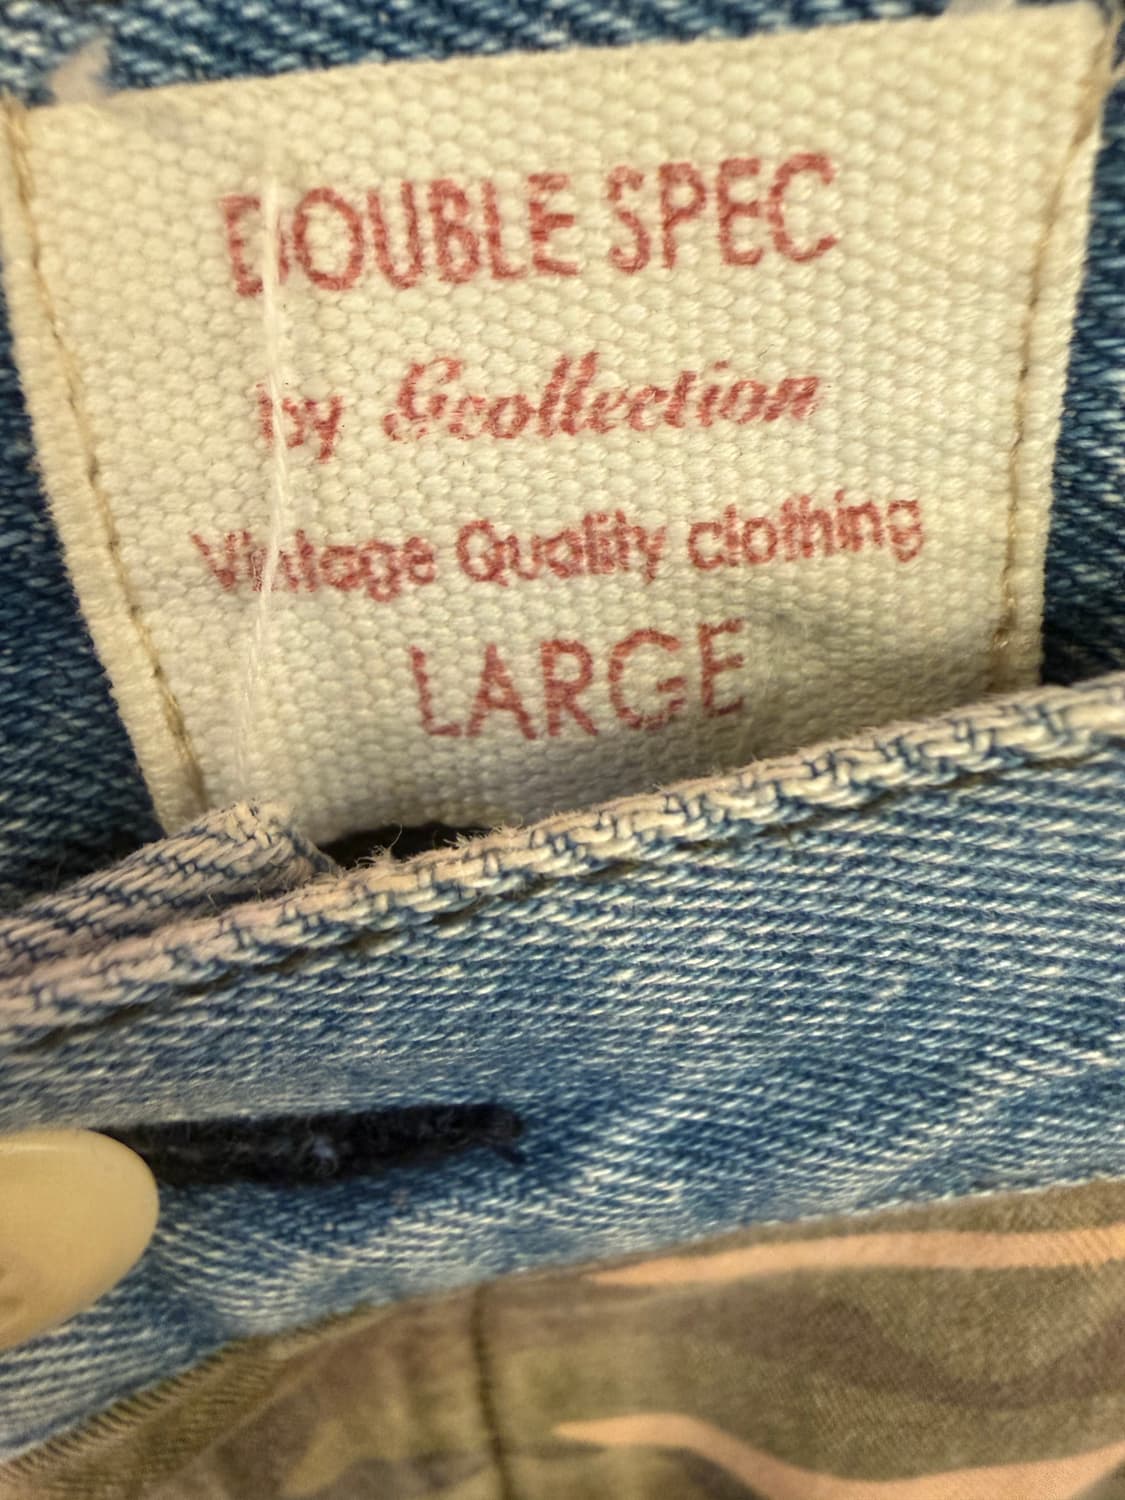 DOUBLE SPEC
by Gcollection
Vintage Quality clothing
LARGE